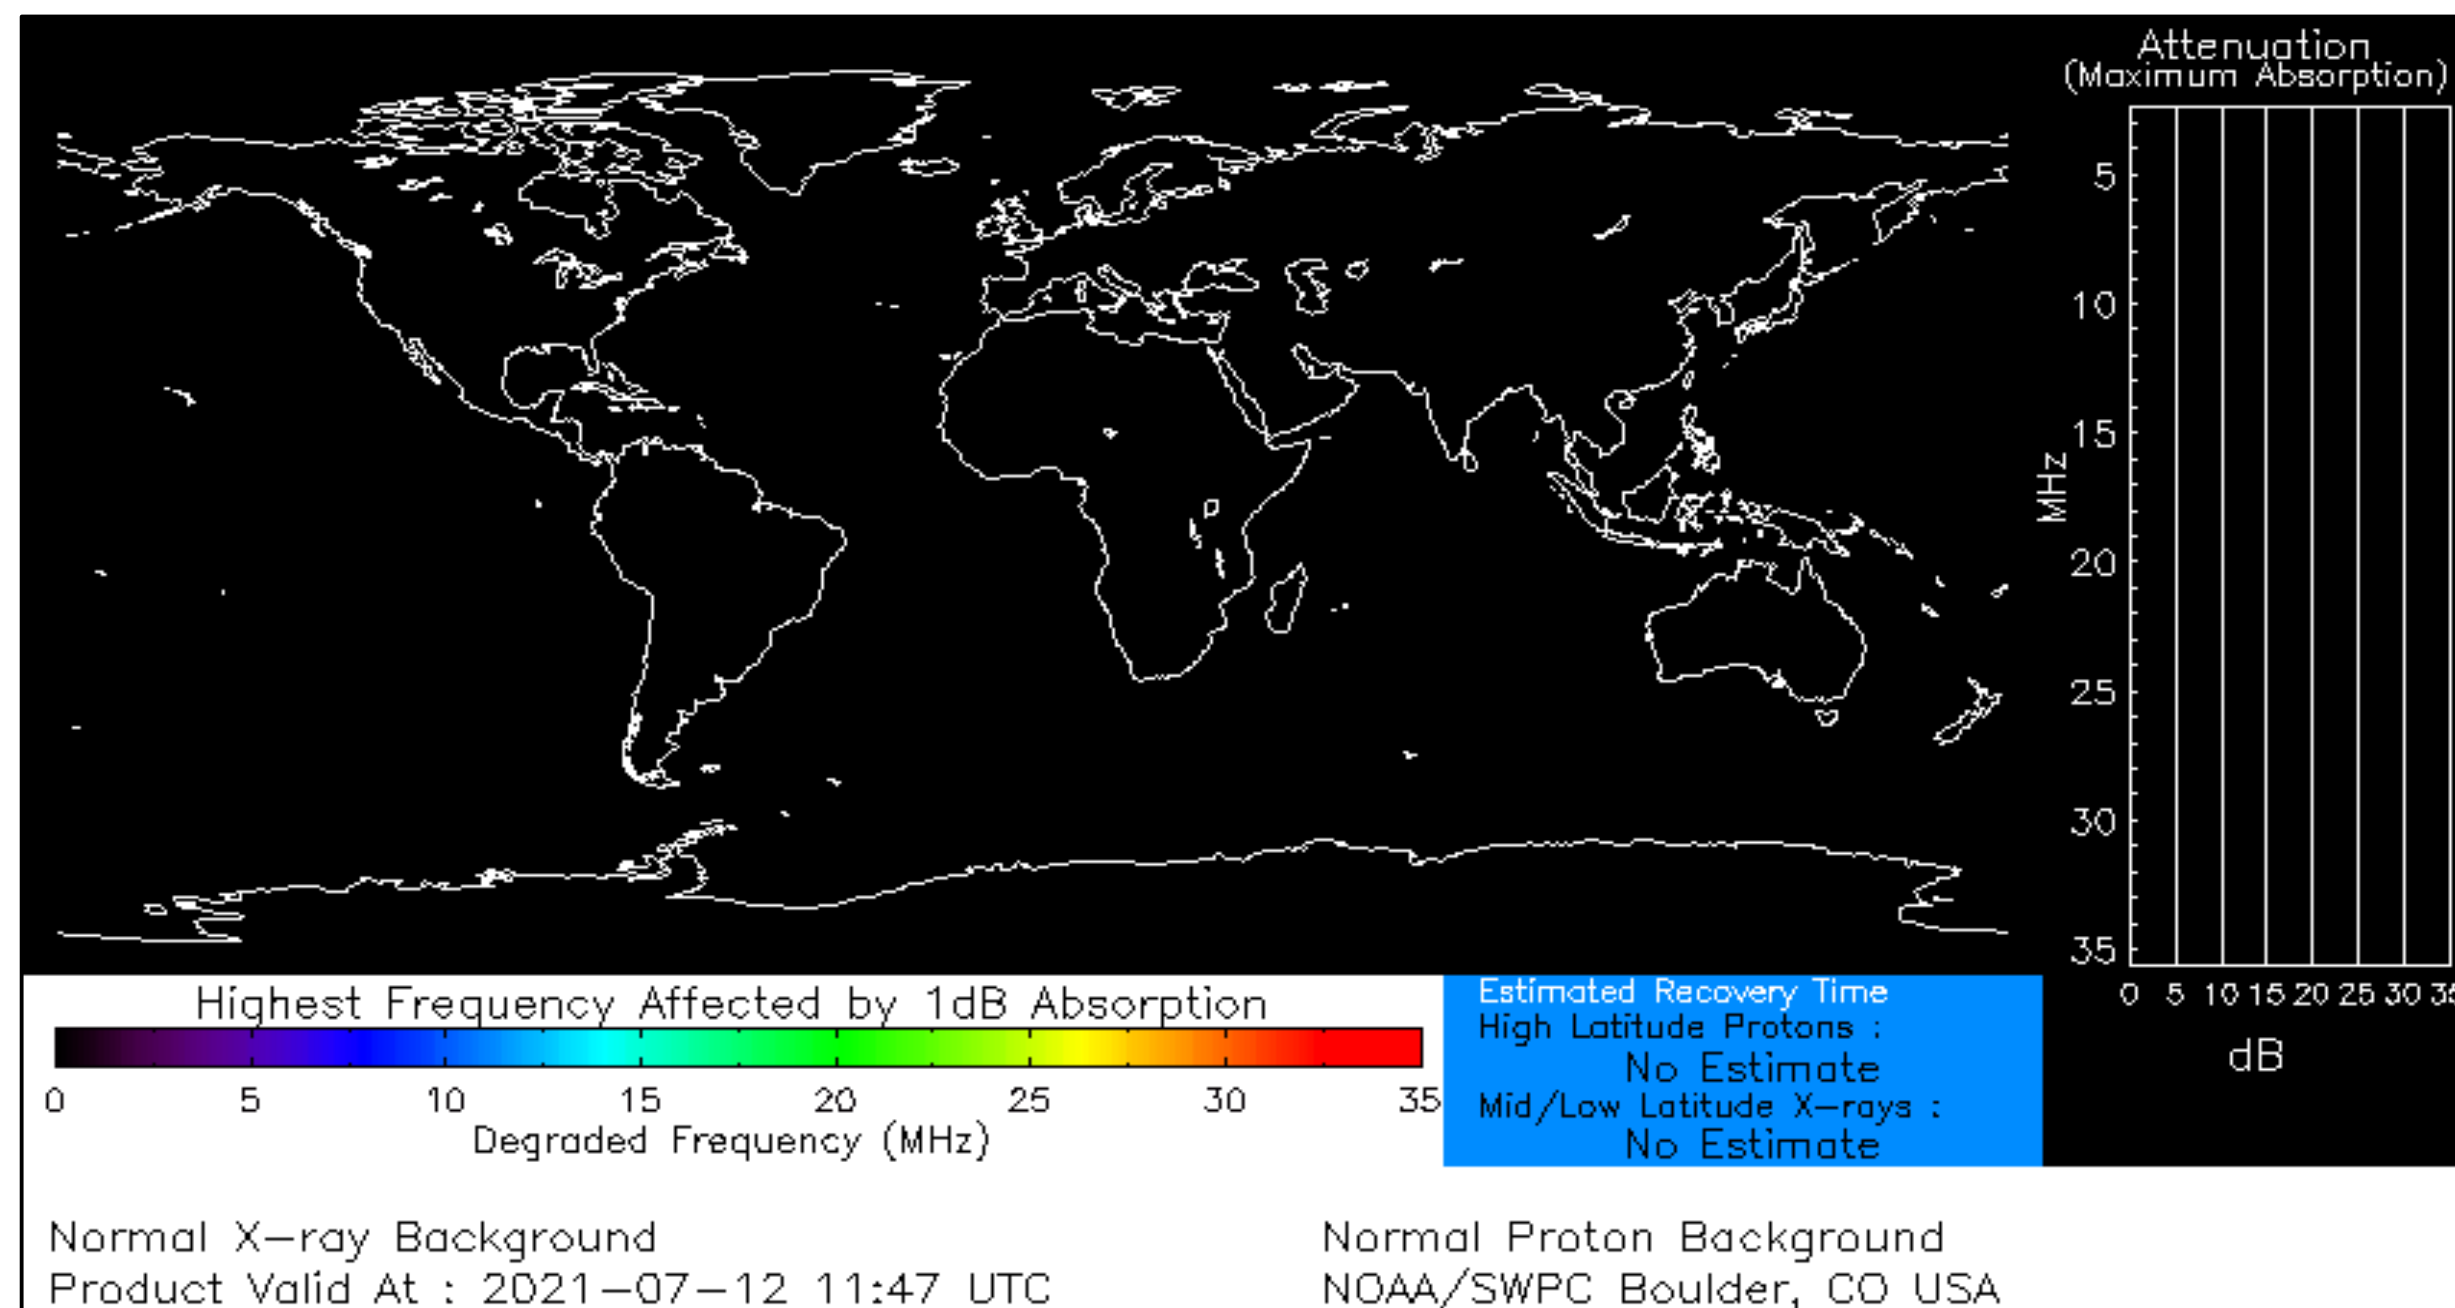 Attenuation
(Maximum Absorption)
5
10
15
20
25
30
35
MHz
0 5 10 15 20 25 30 35
dB
Highest Frequency Affected by 1dB Absorption
0 5 10 15 20 25 30 35
Degraded Frequency (MHz)
Estimated Recovery Time
High Latitude Protons :
No Estimate
Mid/Low Latitude X-rays :
No Estimate
Normal X-ray Background
Normal Proton Background
Product Valid At : 2021-07-12 11:47 UTC
NOAA/SWPC Boulder, CO USA